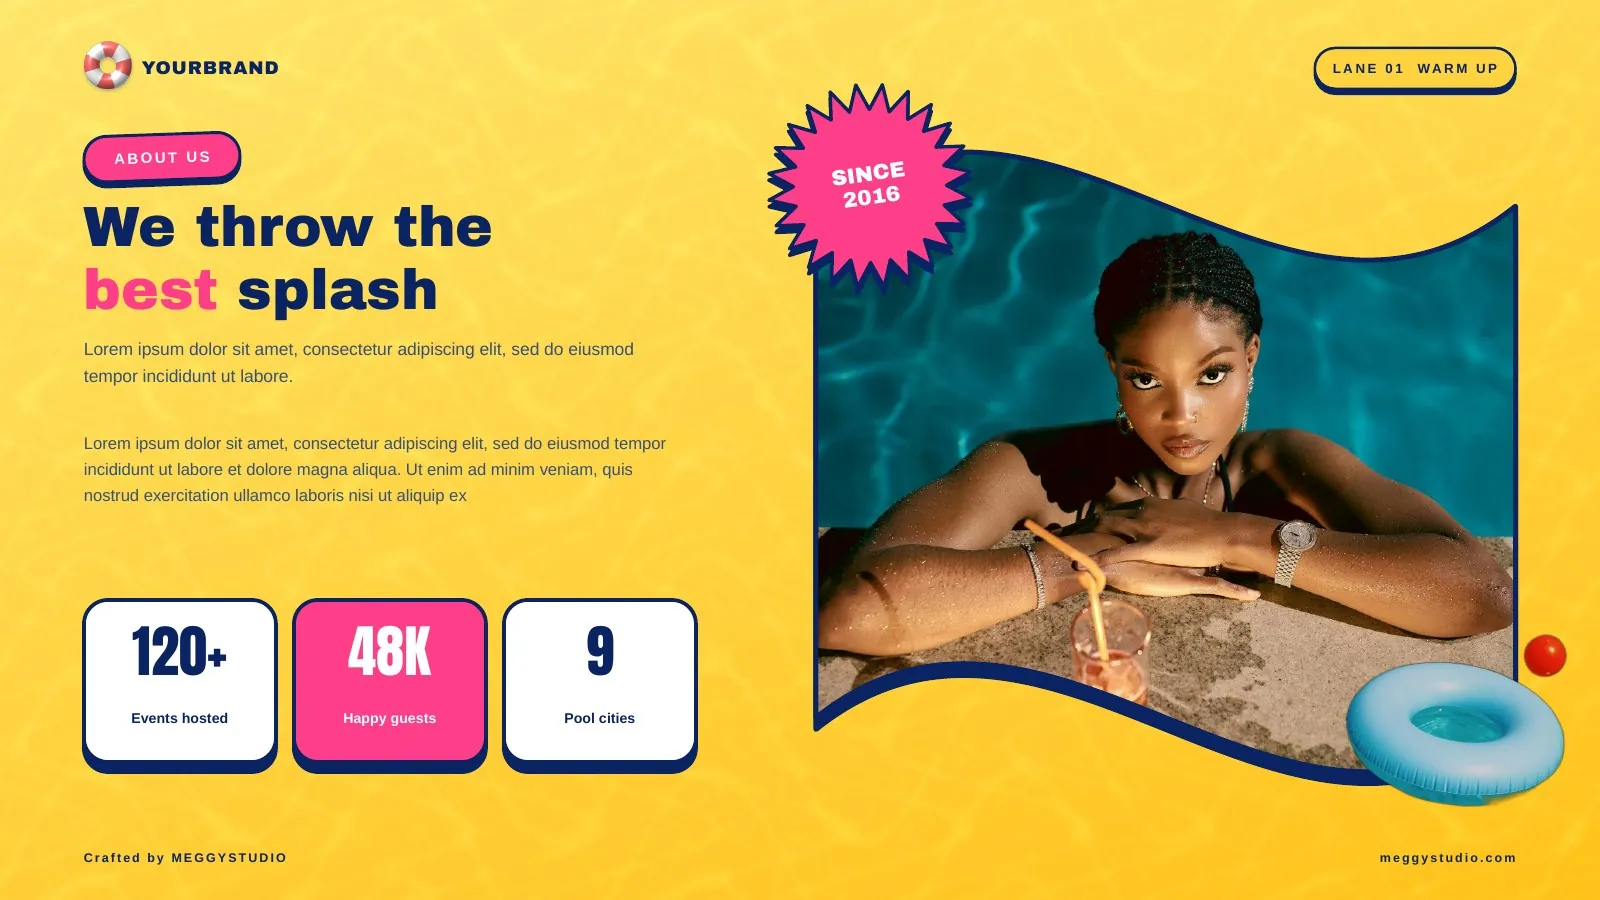 YOURBRAND
LANE 01 WARM UP
ABOUT US
We throw the
best splash
Lorem ipsum dolor sit amet, consectetur adipiscing elit, sed do eiusmod
tempor incididunt ut labore.
Lorem ipsum dolor sit amet, consectetur adipiscing elit, sed do eiusmod tempor
incididunt ut labore et dolore magna aliqua. Ut enim ad minim veniam, quis
nostrud exercitation ullamco laboris nisi ut aliquip ex
120+
Events hosted
48K
Happy guests
9
Pool cities
SINCE
2016
Crafted by MEGGYSTUDIO
meggystudio.com